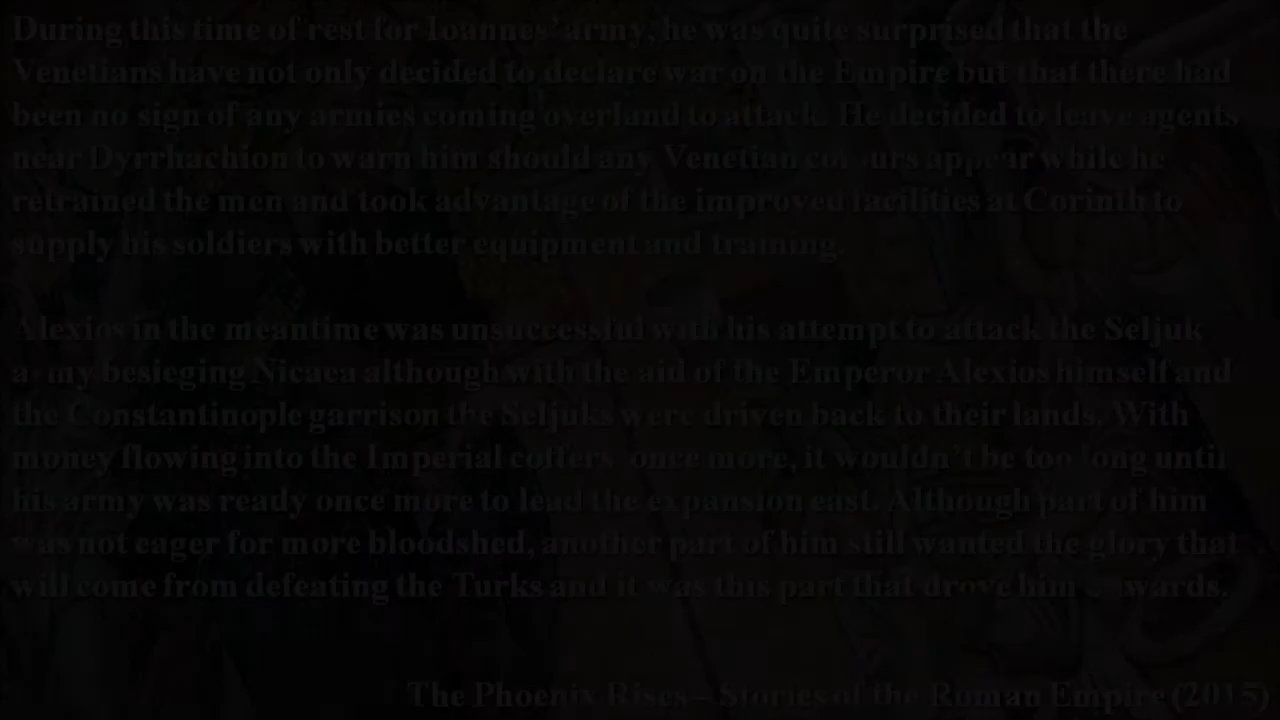 During this time of rest for Ioannes' army, he was quite surprised that the
Venetians have not only decided to declare war on the Empire but that there had
been no sign of any armies coming overland to attack. He decided to leave agents
near Dyrrhachion to warn him should any Venetian colours appear while he
retrained the men and took advantage of the improved facilities at Corinth to
supply his soldiers with better equipment and training.
Alexios in the meantime was unsuccessful with his attempt to attack the Seljuk
army besieging Nicaea although with the aid of the Emperor Alexios himself and
the Constantinople garrison the Seljuks were driven back to their lands. With
money flowing into the Imperial coffers once more, it wouldn't be too long until
his army was ready once more to lead the expansion east. Although part of him
was not eager for more bloodshed, another part of him still wanted the glory that
will come from defeating the Turks and it was this part that drove him onwards.
The Phoenix Rises – Stories of the Roman Empire (2015)